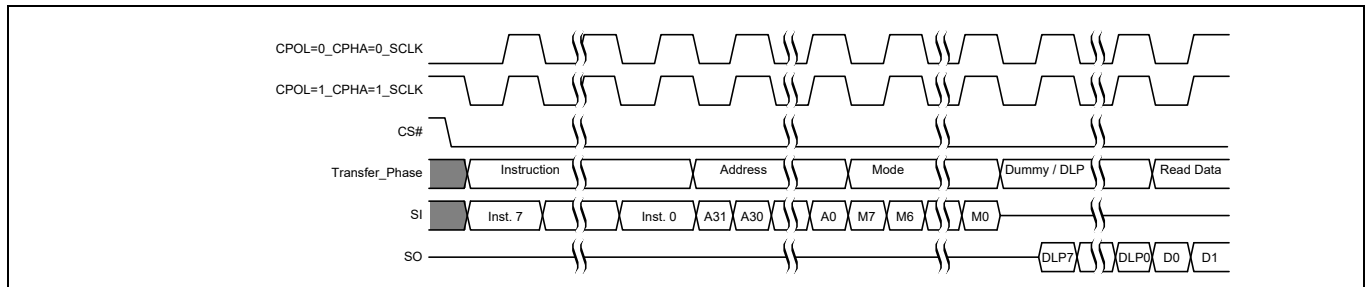 CPOL=0_CPHA=0_SCLK
CPOL=1_CPHA=1_SCLK
CS#
Transfer_Phase Instruction Address Mode Dummy / DLP Read Data
SI Inst. 7 Inst. 0 A31 A30 A0 M7 M6 M0
SO DLP7 DLP0 D0 D1